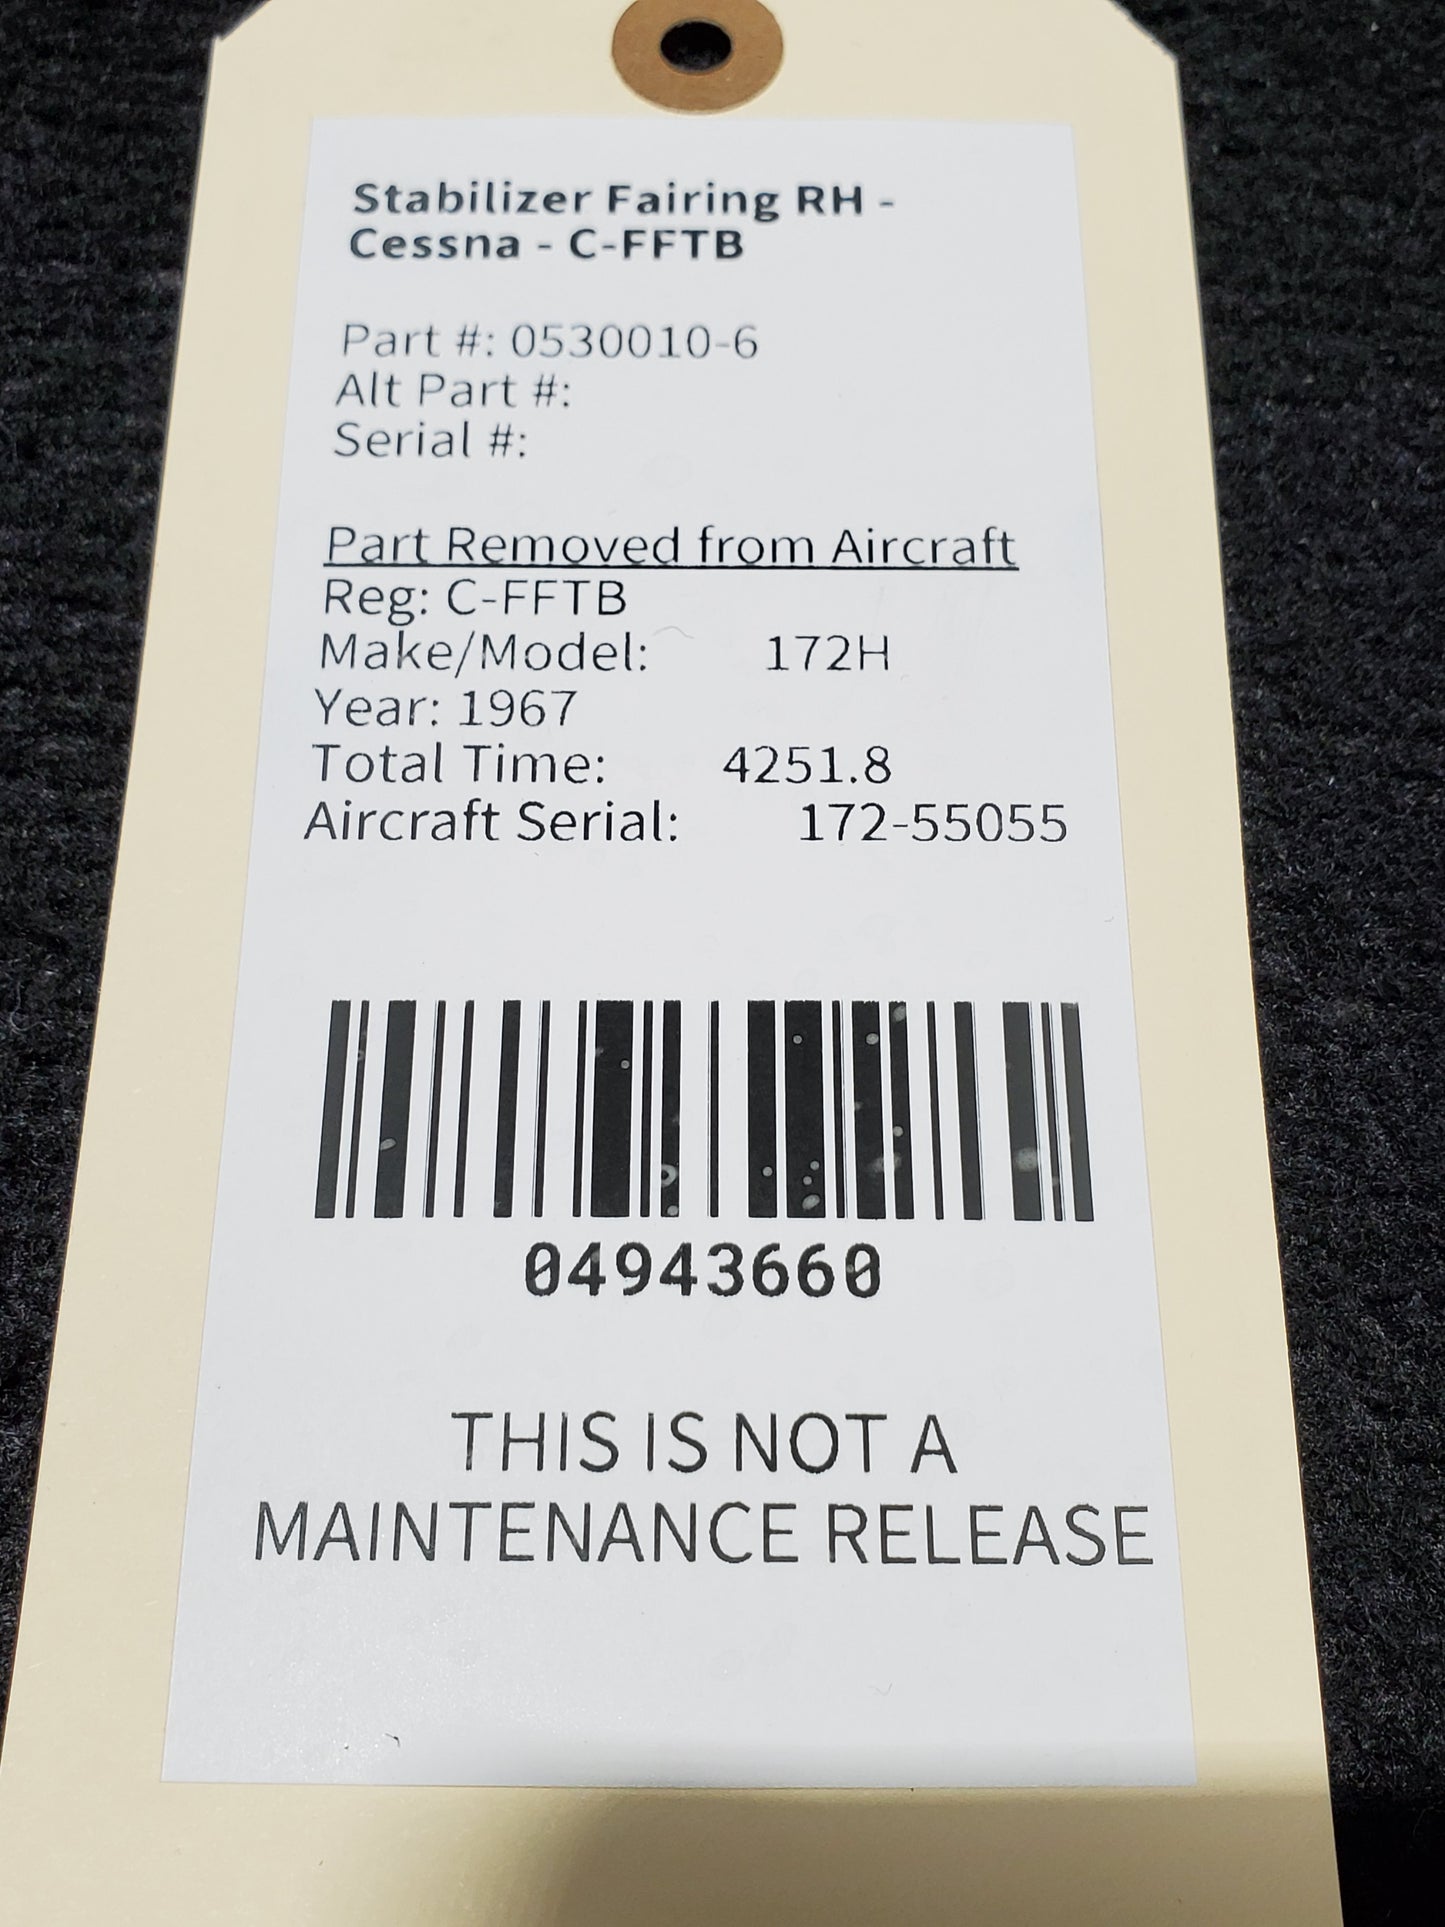 Stabilizer Fairing RH -
Cessna - C-FFTB
Part #: 0530010-6
Alt Part #:
Serial #:
Part Removed from Aircraft
Reg: C-FFTB
Make/Model: 172H
Year: 1967
Total Time: 4251.8
Aircraft Serial: 172-55055
04943660
THIS IS NOT A
MAINTENANCE RELEASE